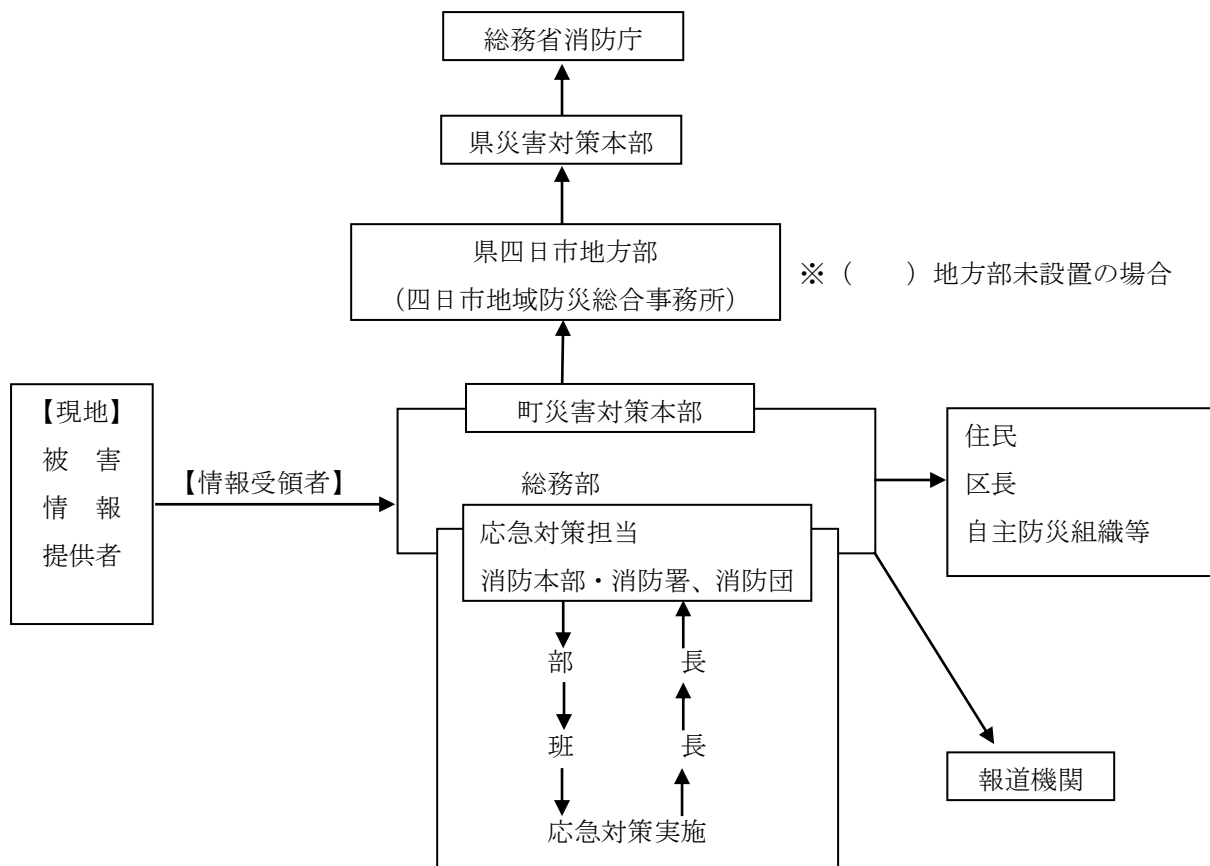 総務省消防庁
県災害対策本部
県四日市地方部
（四日市地域防災総合事務所）
※（　　）地方部未設置の場合
町災害対策本部
【現地】
被　害
情　報
提供者
【情報受領者】
総務部
応急対策担当
消防本部・消防署、消防団
部　　　　長
班　　　　長
応急対策実施
住民
区長
自主防災組織等
報道機関